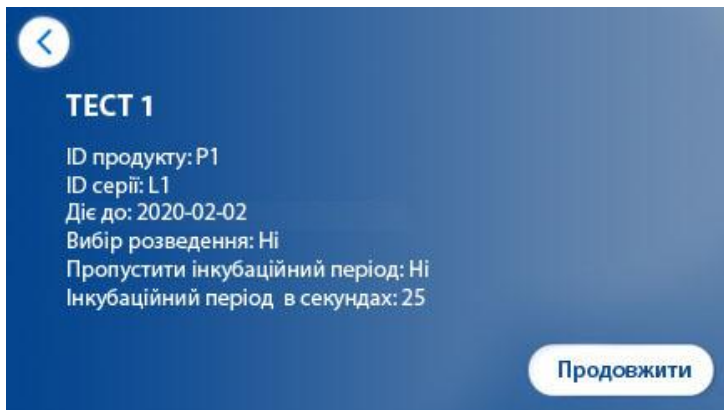 ТЕСТ 1
ID продукту: P1
ID серії: L1
Діє до: 2020-02-02
Вибір розведення: Ні
Пропустити інкубаційний період: Ні
Інкубаційний період в секундах: 25
Продовжити